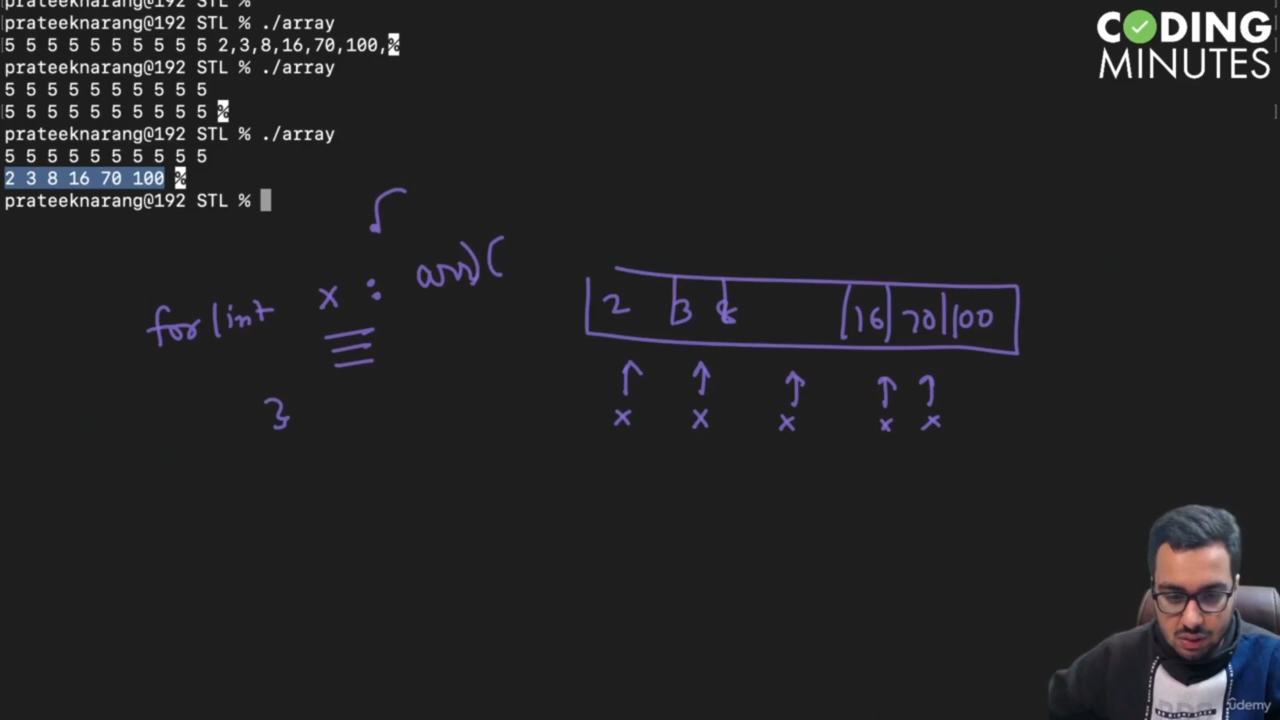 prateeknarang@192 STL %
prateeknarang@192 STL % ./array
5 5 5 5 5 5 5 5 5 5 2,3,8,16,70,100,%
prateeknarang@192 STL % ./array
5 5 5 5 5 5 5 5 5 5
5 5 5 5 5 5 5 5 5 5 %
prateeknarang@192 STL % ./array
5 5 5 5 5 5 5 5 5 5
2 3 8 16 70 100 %
prateeknarang@192 STL %
CODING
MINUTES
for(int x : arr){
}
2 3 8 16 70 100
x x x x x
ûdemy